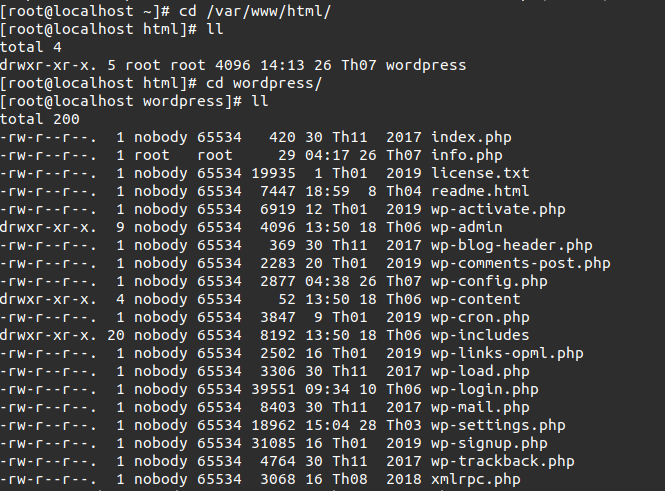 [root@localhost ~]# cd /var/www/html/
[root@localhost html]# ll
total 4
drwxr-xr-x. 5 root root 4096 14:13 26 Th07 wordpress
[root@localhost html]# cd wordpress/
[root@localhost wordpress]# ll
total 200
-rw-r--r--.  1 nobody 65534   420 30 Th11  2017 index.php
-rw-r--r--.  1 root   root     29 04:17 26 Th07 info.php
-rw-r--r--.  1 nobody 65534 19935  1 Th01  2019 license.txt
-rw-r--r--.  1 nobody 65534  7447 18:59  8 Th04 readme.html
-rw-r--r--.  1 nobody 65534  6919 12 Th01  2019 wp-activate.php
drwxr-xr-x.  9 nobody 65534  4096 13:50 18 Th06 wp-admin
-rw-r--r--.  1 nobody 65534   369 30 Th11  2017 wp-blog-header.php
-rw-r--r--.  1 nobody 65534  2283 20 Th01  2019 wp-comments-post.php
-rw-r--r--.  1 nobody 65534  2877 04:38 26 Th07 wp-config.php
drwxr-xr-x.  4 nobody 65534    52 13:50 18 Th06 wp-content
-rw-r--r--.  1 nobody 65534  3847  9 Th01  2019 wp-cron.php
drwxr-xr-x. 20 nobody 65534  8192 13:50 18 Th06 wp-includes
-rw-r--r--.  1 nobody 65534  2502 16 Th01  2019 wp-links-opml.php
-rw-r--r--.  1 nobody 65534  3306 30 Th11  2017 wp-load.php
-rw-r--r--.  1 nobody 65534 39551 09:34 10 Th06 wp-login.php
-rw-r--r--.  1 nobody 65534  8403 30 Th11  2017 wp-mail.php
-rw-r--r--.  1 nobody 65534 18962 15:04 28 Th03 wp-settings.php
-rw-r--r--.  1 nobody 65534 31085 16 Th01  2019 wp-signup.php
-rw-r--r--.  1 nobody 65534  4764 30 Th11  2017 wp-trackback.php
-rw-r--r--.  1 nobody 65534  3068 16 Th08  2018 xmlrpc.php